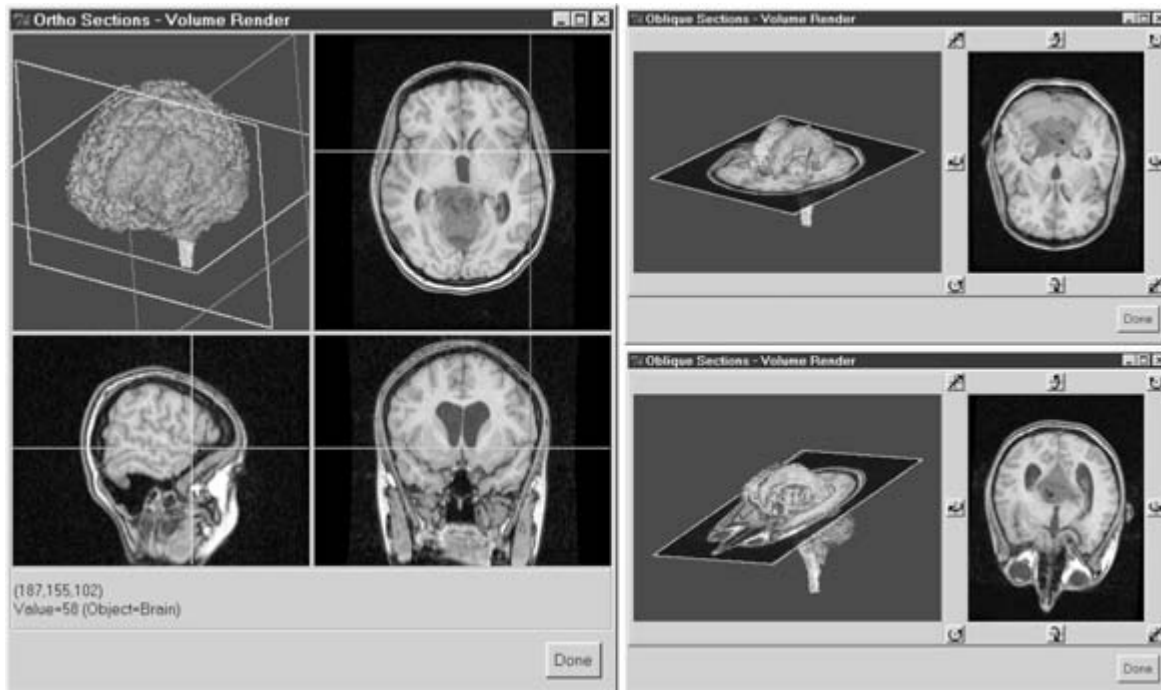 Ortho Sections - Volume Render
(187,155,102)
Value=58 (Object=Brain)
Done
Oblique Sections - Volume Render
Done
Oblique Sections - Volume Render
Done